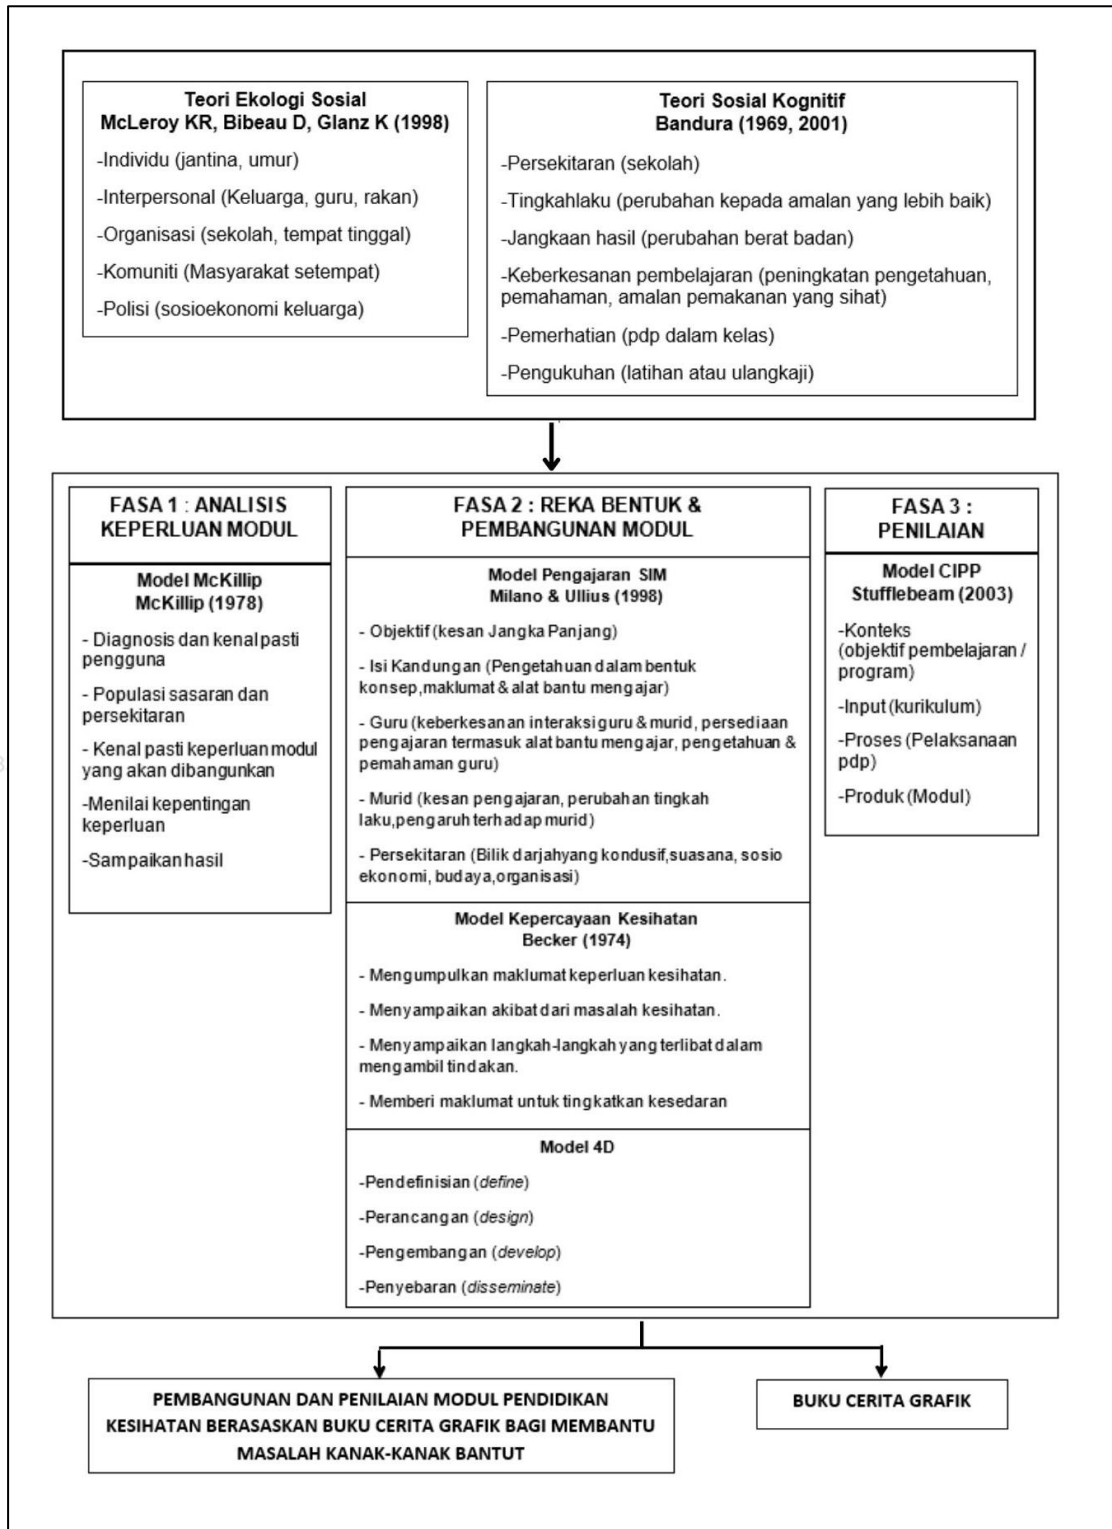 Teori Ekologi Sosial
McLeroy KR, Bibeau D, Glanz K (1998)
-Individu (jantina, umur)
-Interpersonal (Keluarga, guru, rakan)
-Organisasi (sekolah, tempat tinggal)
-Komuniti (Masyarakat setempat)
-Polisi (sosioekonomi keluarga)
Teori Sosial Kognitif
Bandura (1969, 2001)
-Persekitaran (sekolah)
-Tingkahlaku (perubahan kepada amalan yang lebih baik)
-Jangkaan hasil (perubahan berat badan)
-Keberkesanan pembelajaran (peningkatan pengetahuan,
pemahaman, amalan pemakanan yang sihat)
-Pemerhatian (pdp dalam kelas)
-Pengukuhan (latihan atau ulangkaji)
FASA 1 : ANALISIS
KEPERLUAN MODUL
Model McKillip
McKillip (1978)
- Diagnosis dan kenal pasti
pengguna
- Populasi sasaran dan
persekitaran
- Kenal pasti keperluan modul
yang akan dibangunkan
-Menilai kepentingan
keperluan
-Sampaikan hasil
FASA 2 : REKA BENTUK &
PEMBANGUNAN MODUL
Model Pengajaran SIM
Milano & Ullius (1998)
- Objektif (kesan Jangka Panjang)
- Isi Kandungan (Pengetahuan dalam bentuk
konsep,maklumat & alat bantu mengajar)
- Guru (keberkesanan interaksi guru & murid, persediaan
pengajaran termasuk alat bantu mengajar, pengetahuan &
pemahaman guru)
- Murid (kesan pengajaran, perubahan tingkah
laku,pengaruh terhadap murid)
- Persekitaran (Bilik darjahyang kondusif,suasana, sosio
ekonomi, budaya,organisasi)
Model Kepercayaan Kesihatan
Becker (1974)
- Mengumpulkan maklumat keperluan kesihatan.
- Menyampaikan akibat dari masalah kesihatan.
- Menyampaikan langkah-langkah yang terlibat dalam
mengambil tindakan.
- Memberi maklumat untuk tingkatkan kesedaran
Model 4D
-Pendefinisian (define)
-Perancangan (design)
-Pengembangan (develop)
-Penyebaran (disseminate)
FASA 3 :
PENILAIAN
Model CIPP
Stufflebeam (2003)
-Konteks
(objektif pembelajaran /
program)
-Input (kurikulum)
-Proses (Pelaksanaan
pdp)
-Produk (Modul)
PEMBANGUNAN DAN PENILAIAN MODUL PENDIDIKAN
KESIHATAN BERASASKAN BUKU CERITA GRAFIK BAGI MEMBANTU
MASALAH KANAK-KANAK BANTUT
BUKU CERITA GRAFIK